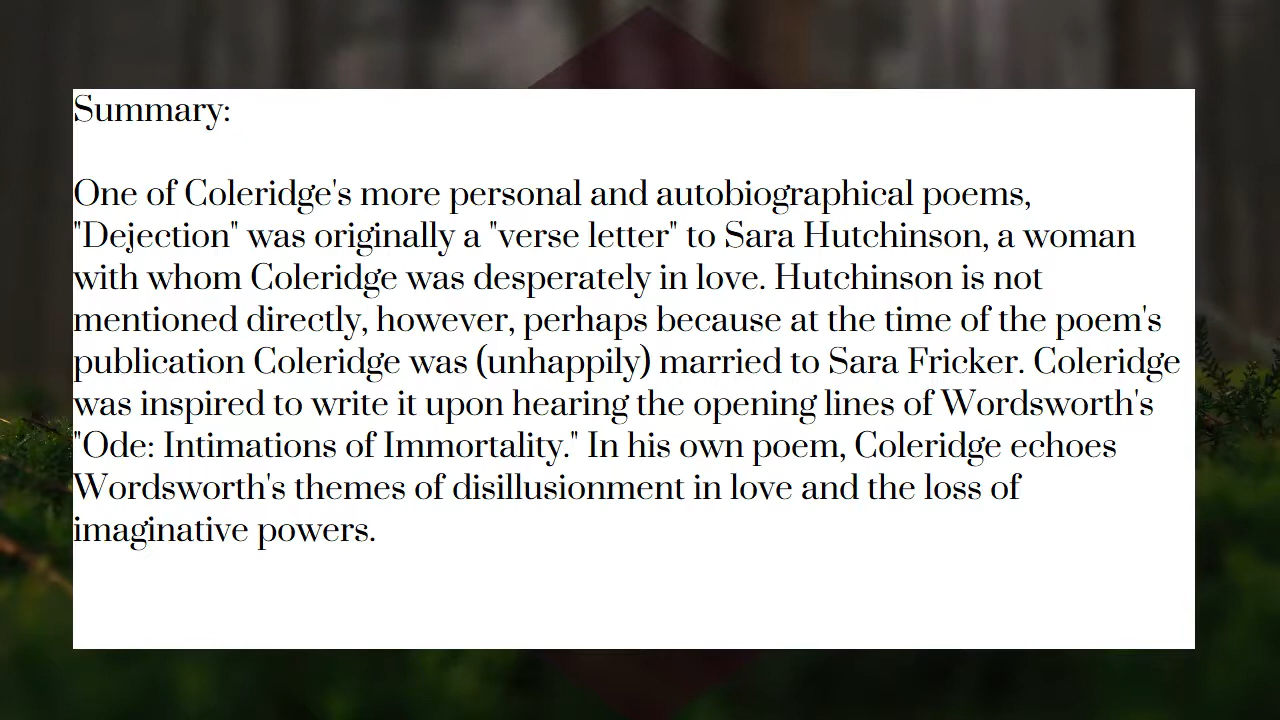 Summary:
One of Coleridge's more personal and autobiographical poems,
"Dejection" was originally a "verse letter" to Sara Hutchinson, a woman
with whom Coleridge was desperately in love. Hutchinson is not
mentioned directly, however, perhaps because at the time of the poem's
publication Coleridge was (unhappily) married to Sara Fricker. Coleridge
was inspired to write it upon hearing the opening lines of Wordsworth's
"Ode: Intimations of Immortality." In his own poem, Coleridge echoes
Wordsworth's themes of disillusionment in love and the loss of
imaginative powers.